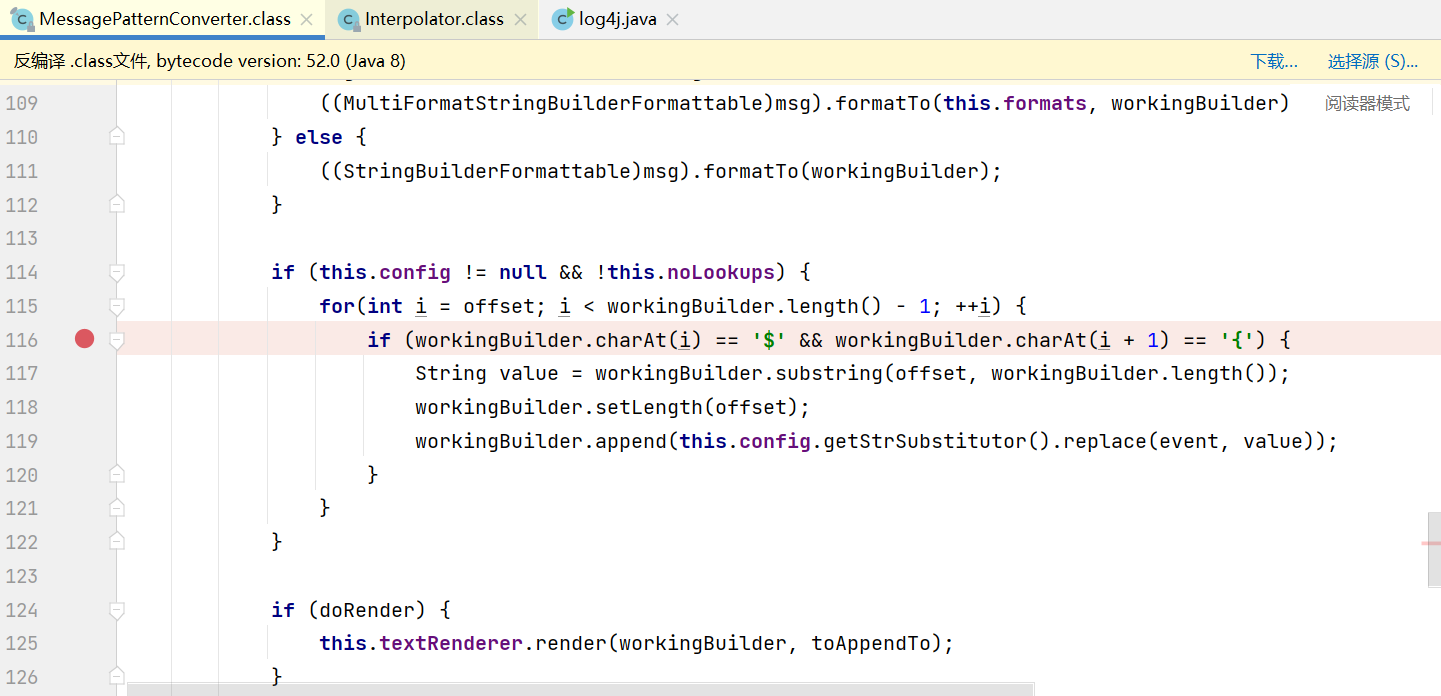 MessagePatternConverter.class Interpolator.class log4j.java
反编译 .class文件, bytecode version: 52.0 (Java 8) 下载... 选择源 (S)...
109 ((MultiFormatStringBuilderFormattable)msg).formatTo(this.formats, workingBuilder) 阅读器模式
110 } else {
111 ((StringBuilderFormattable)msg).formatTo(workingBuilder);
112 }
113
114 if (this.config != null && !this.noLookups) {
115 for(int i = offset; i < workingBuilder.length() - 1; ++i) {
116 if (workingBuilder.charAt(i) == '$' && workingBuilder.charAt(i + 1) == '{') {
117 String value = workingBuilder.substring(offset, workingBuilder.length());
118 workingBuilder.setLength(offset);
119 workingBuilder.append(this.config.getStrSubstitutor().replace(event, value));
120 }
121 }
122 }
123
124 if (doRender) {
125 this.textRenderer.render(workingBuilder, toAppendTo);
126 }